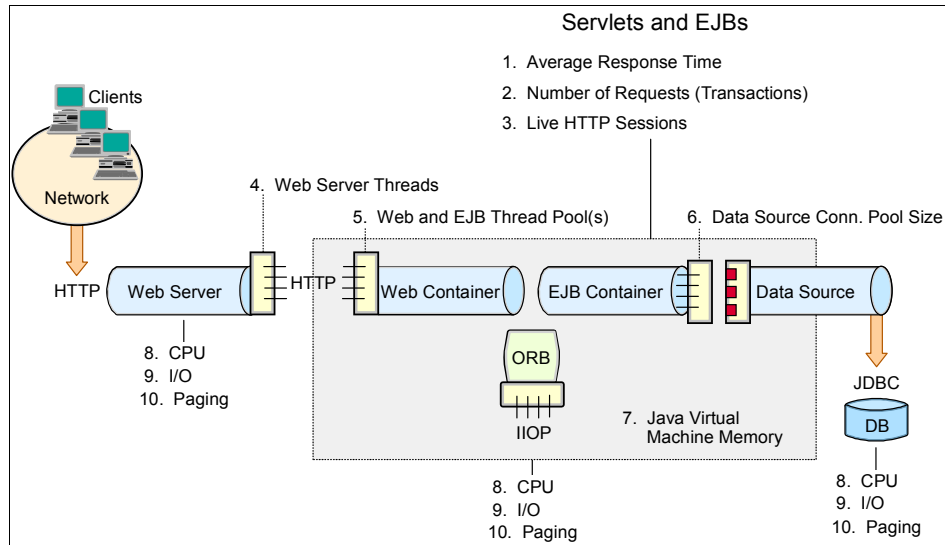 Servlets and EJBs
1. Average Response Time
2. Number of Requests (Transactions)
3. Live HTTP Sessions
Clients
Network
4. Web Server Threads
5. Web and EJB Thread Pool(s)
6. Data Source Conn. Pool Size
HTTP
Web Server
HTTP
Web Container
EJB Container
Data Source
8. CPU
9. I/O
10. Paging
ORB
IIOP
7. Java Virtual
Machine Memory
JDBC
DB
8. CPU
9. I/O
10. Paging
8. CPU
9. I/O
10. Paging